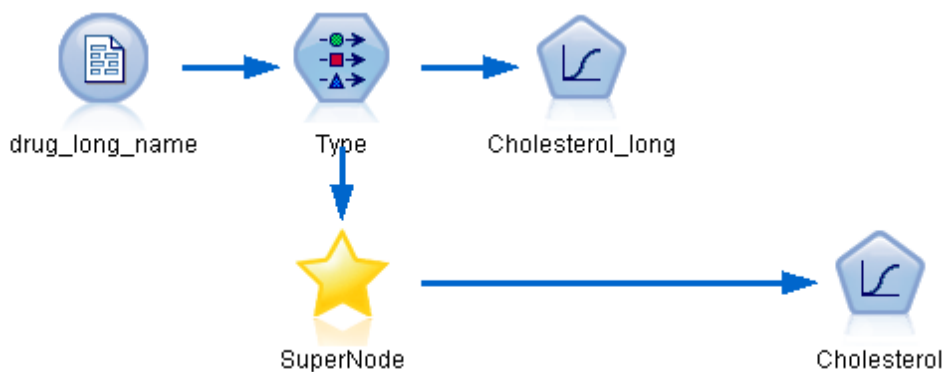 drug_long_name
Type
Cholesterol_long
SuperNode
Cholesterol